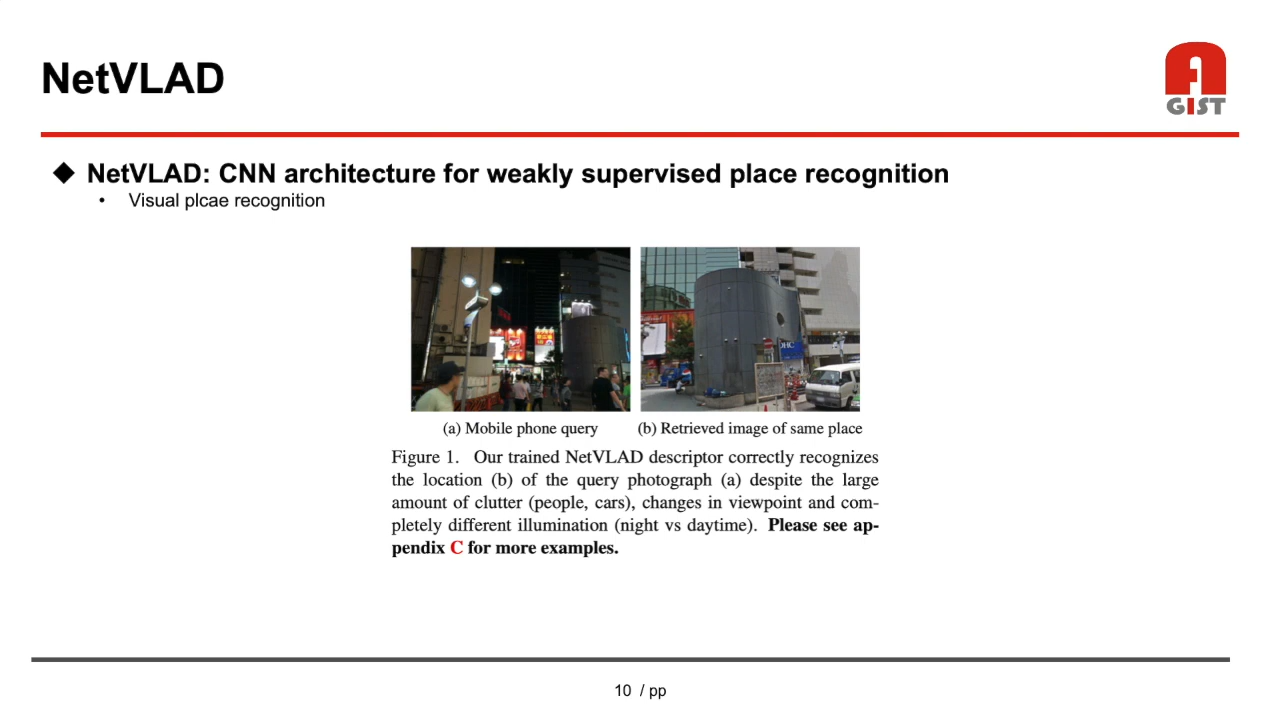 NetVLAD
GIST
◆ NetVLAD: CNN architecture for weakly supervised place recognition
• Visual plcae recognition
DHC
(a) Mobile phone query
(b) Retrieved image of same place
Figure 1. Our trained NetVLAD descriptor correctly recognizes
the location (b) of the query photograph (a) despite the large
amount of clutter (people, cars), changes in viewpoint and com-
pletely different illumination (night vs daytime). Please see ap-
pendix C for more examples.
10 / pp